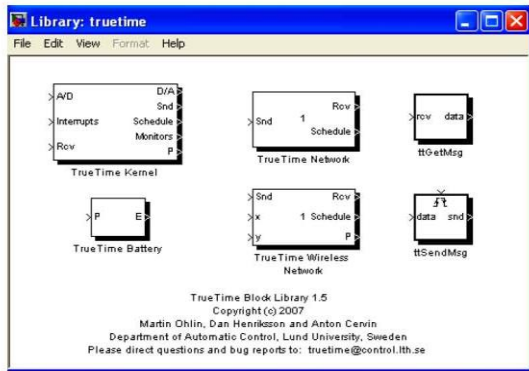 Library: truetime
File Edit View Format Help
A/D D/A
Snd
Interrupts Schedule
Monitors
Rcv P
TrueTime Kernel
Snd 1 Rcv
Schedule
TrueTime Network
rcv data
ttGetMsg
P E
TrueTime Battery
Snd Rcv
x 1 Schedule
y P
TrueTime Wireless
Network
data snd
ttSendMsg
TrueTime Block Library 1.5
Copyright (c) 2007
Martin Ohlin, Dan Henriksson and Anton Cervin
Department of Automatic Control, Lund University, Sweden
Please direct questions and bug reports to: truetime@control.lth.se